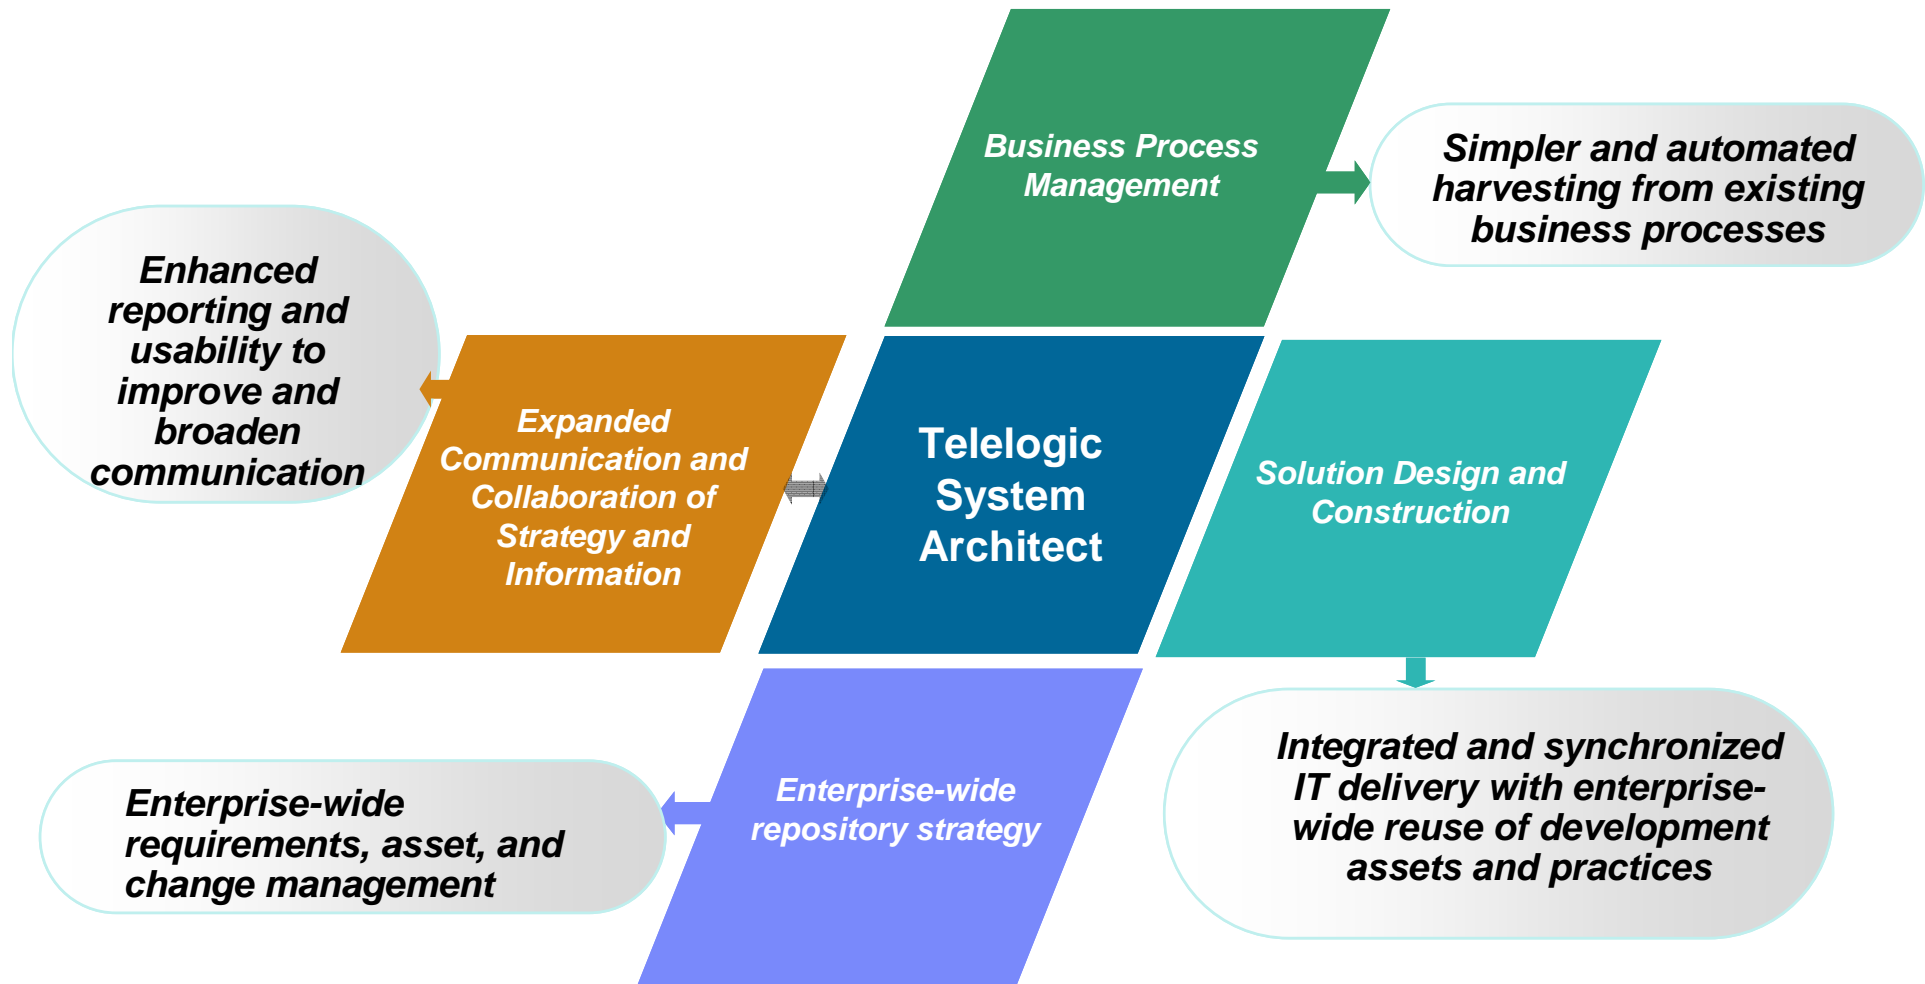 Business Process
Management
Simpler and automated
harvesting from existing
business processes
Enhanced
reporting and
usability to
improve and
broaden
communication
Expanded
Communication and
Collaboration of
Strategy and
Information
Telelogic
System
Architect
Solution Design and
Construction
Enterprise-wide
requirements, asset, and
change management
Enterprise-wide
repository strategy
Integrated and synchronized
IT delivery with enterprise-
wide reuse of development
assets and practices